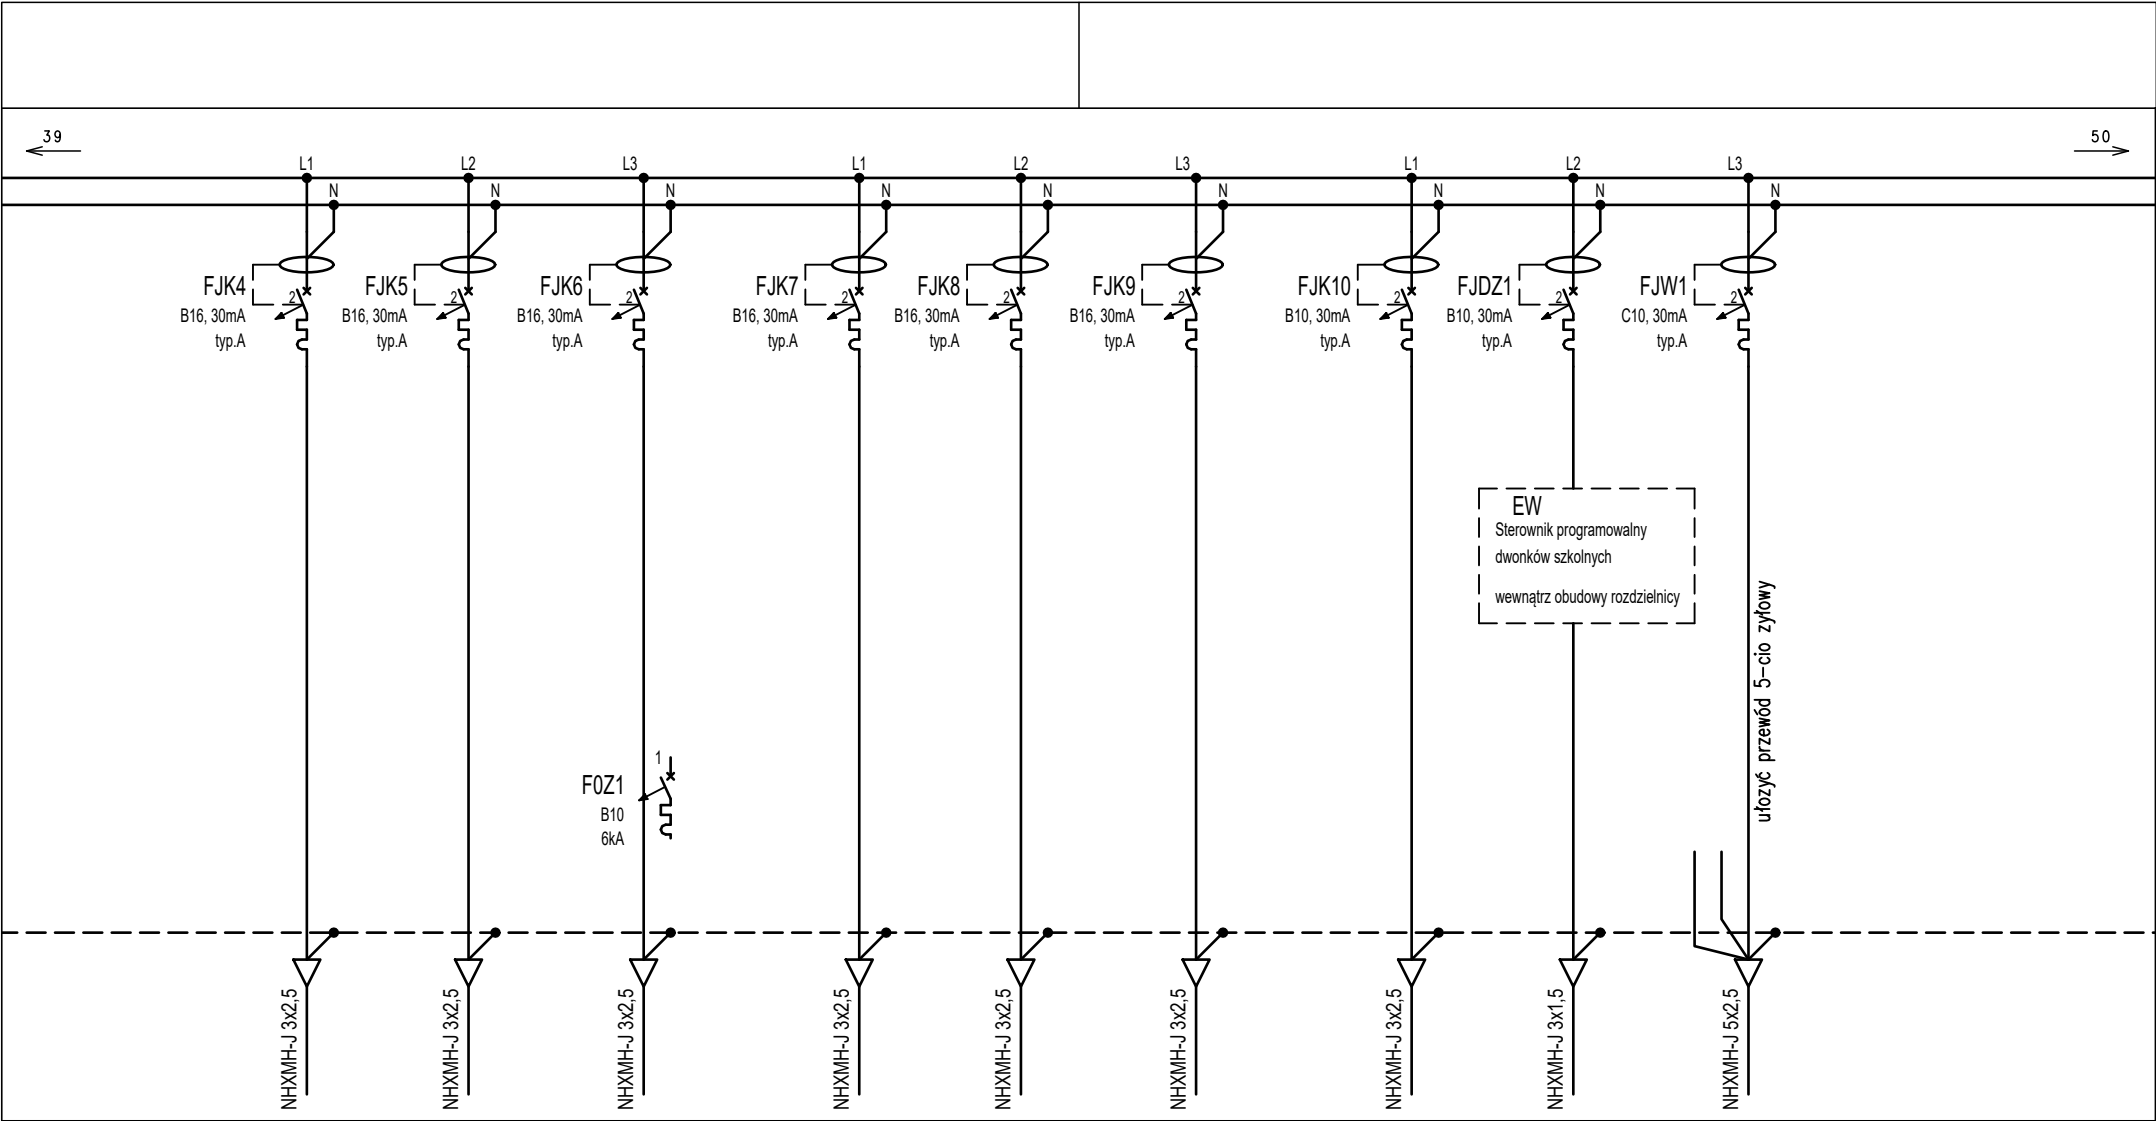 39
50
L1
L2
L3
L1
L2
L3
L1
L2
L3
N
N
N
N
N
N
N
N
N
FJK4
2
B16, 30mA
typ.A
FJK5
2
B16, 30mA
typ.A
FJK6
2
B16, 30mA
typ.A
FJK7
2
B16, 30mA
typ.A
FJK8
2
B16, 30mA
typ.A
FJK9
2
B16, 30mA
typ.A
FJK10
2
B10, 30mA
typ.A
FJDZ1
2
B10, 30mA
typ.A
FJW1
2
C10, 30mA
typ.A
EW
Sterownik programowalny
dwonków szkolnych
wewnątrz obudowy rozdzielnicy
ułozyć przewód 5-cio zyłowy
1
F0Z1
B10
6kA
NHXMH-J 3x2,5
NHXMH-J 3x2,5
NHXMH-J 3x2,5
NHXMH-J 3x2,5
NHXMH-J 3x2,5
NHXMH-J 3x2,5
NHXMH-J 3x2,5
NHXMH-J 3x1,5
NHXMH-J 5x2,5